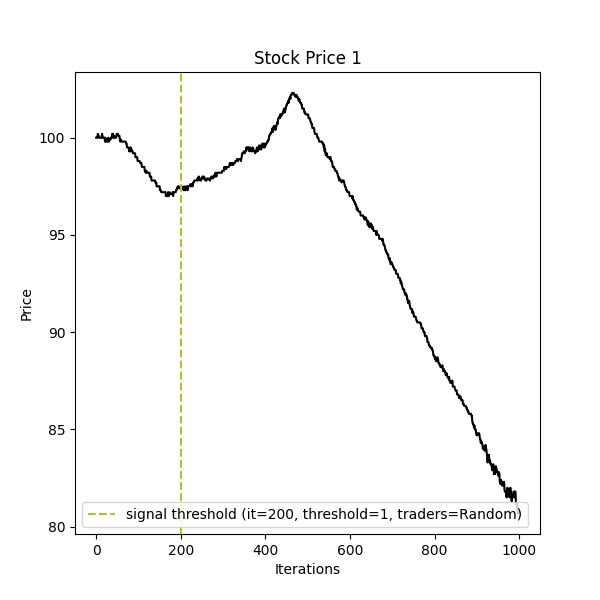 Stock Price 1
100
95
90
85
80
Price
signal threshold (it=200, threshold=1, traders=Random)
0 200 400 600 800 1000
Iterations